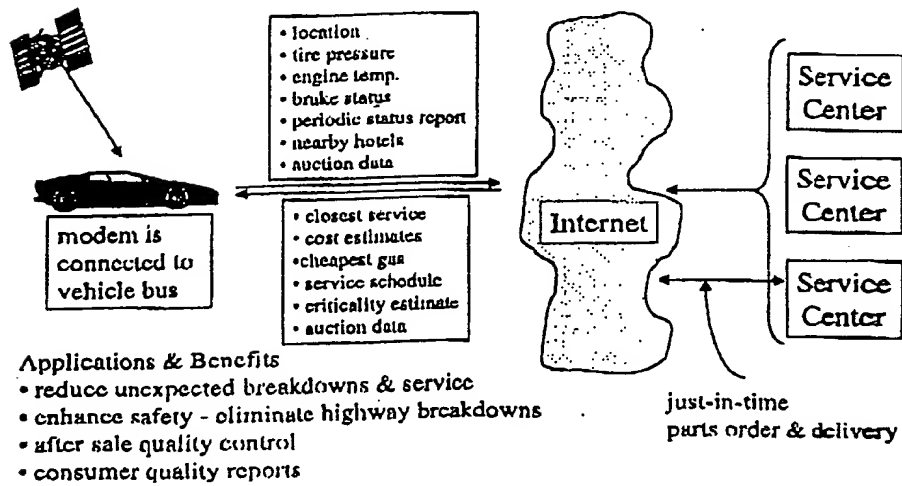 • location
• tire pressure
• engine temp.
• brake status
• periodic status report
• nearby hotels
• auction data
modem is
connected to
vehicle bus
• closest service
• cost estimates
• cheapest gas
• service schedule
• criticality estimate
• auction data
Internet
Service
Center
Service
Center
Service
Center
just-in-time
parts order & delivery
Applications & Benefits
• reduce unexpected breakdowns & service
• enhance safety - eliminate highway breakdowns
• after sale quality control
• consumer quality reports